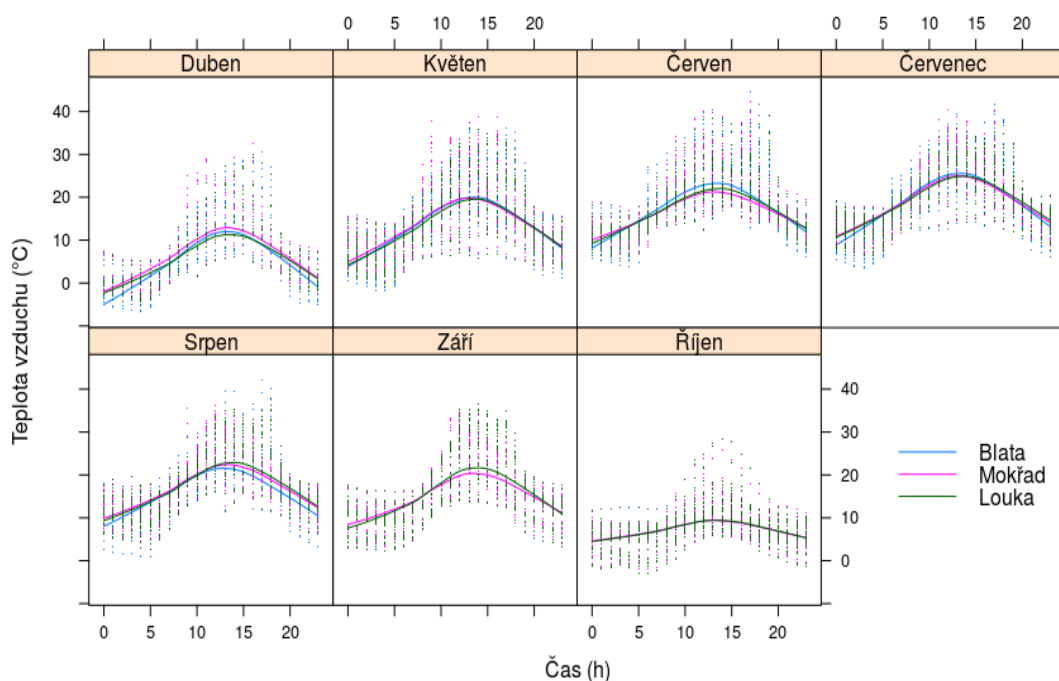 0 5 10 15 20 0 5 10 15 20
Duben Květen Červen Červenec
40
30
20
10
0
Teplota vzduchu (°C)
Srpen Září Říjen
40
30
20
10
0
Blata
Mokřad
Louka
0 5 10 15 20 0 5 10 15 20
Čas (h)